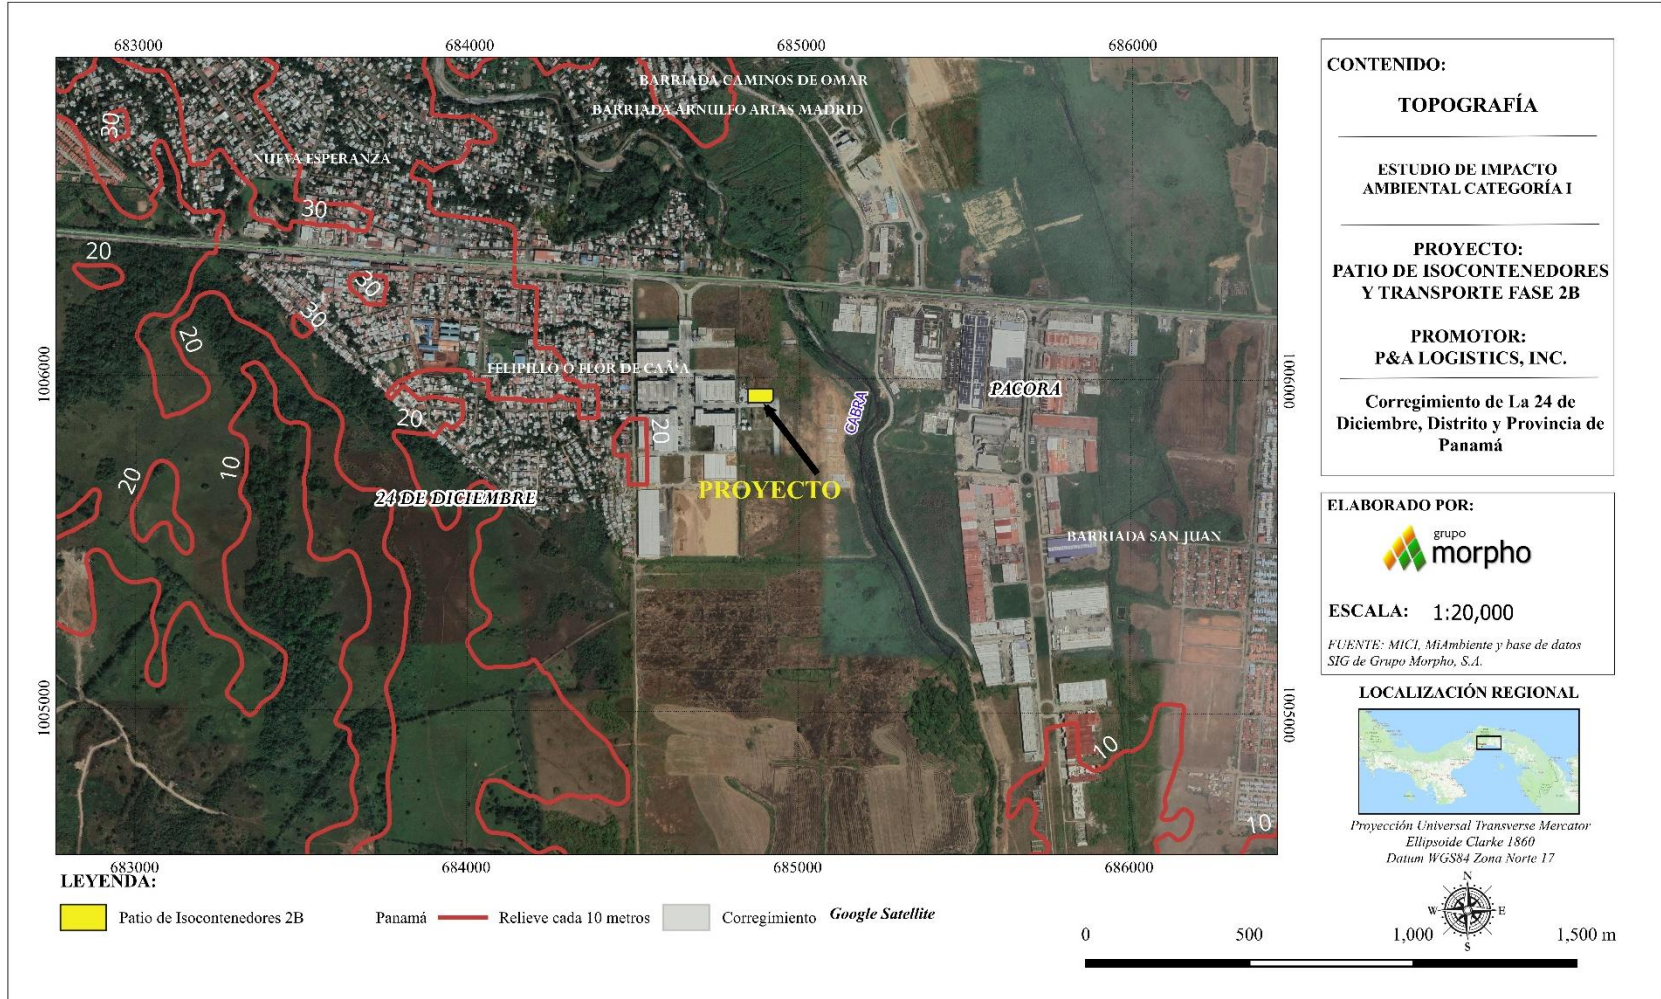 683000 684000 685000 686000
BARRIADA CAMINOS DE OMAR
BARRIADA ARNULFO ARIAS MADRID
30
NUEVA ESPERANZA
30
20
30
30
20
1006000
FELIPILLO O FLOR DE CAÑ'A
PACORA
1006000
20
CABRA
20
10
20
24 DE DICIEMBRE
PROYECTO
BARRIADA SAN JUAN
1005000
1005000
10
10
683000 684000 685000 686000
CONTENIDO:
TOPOGRAFÍA
ESTUDIO DE IMPACTO
AMBIENTAL CATEGORÍA I
PROYECTO:
PATIO DE ISOCONTENEDORES
Y TRANSPORTE FASE 2B
PROMOTOR:
P&A LOGISTICS, INC.
Corregimiento de La 24 de
Diciembre, Distrito y Provincia de
Panamá
ELABORADO POR:
grupo
morpho
ESCALA: 1:20,000
FUENTE: MICI, MiAmbiente y base de datos
SIG de Grupo Morpho, S.A.
LOCALIZACIÓN REGIONAL
Proyección Universal Transverse Mercator
Ellipsoide Clarke 1860
Datum WGS84 Zona Norte 17
N
W E
S
LEYENDA:
Patio de Isocontenedores 2B Panamá Relieve cada 10 metros Corregimiento Google Satellite
0 500 1,000 1,500 m